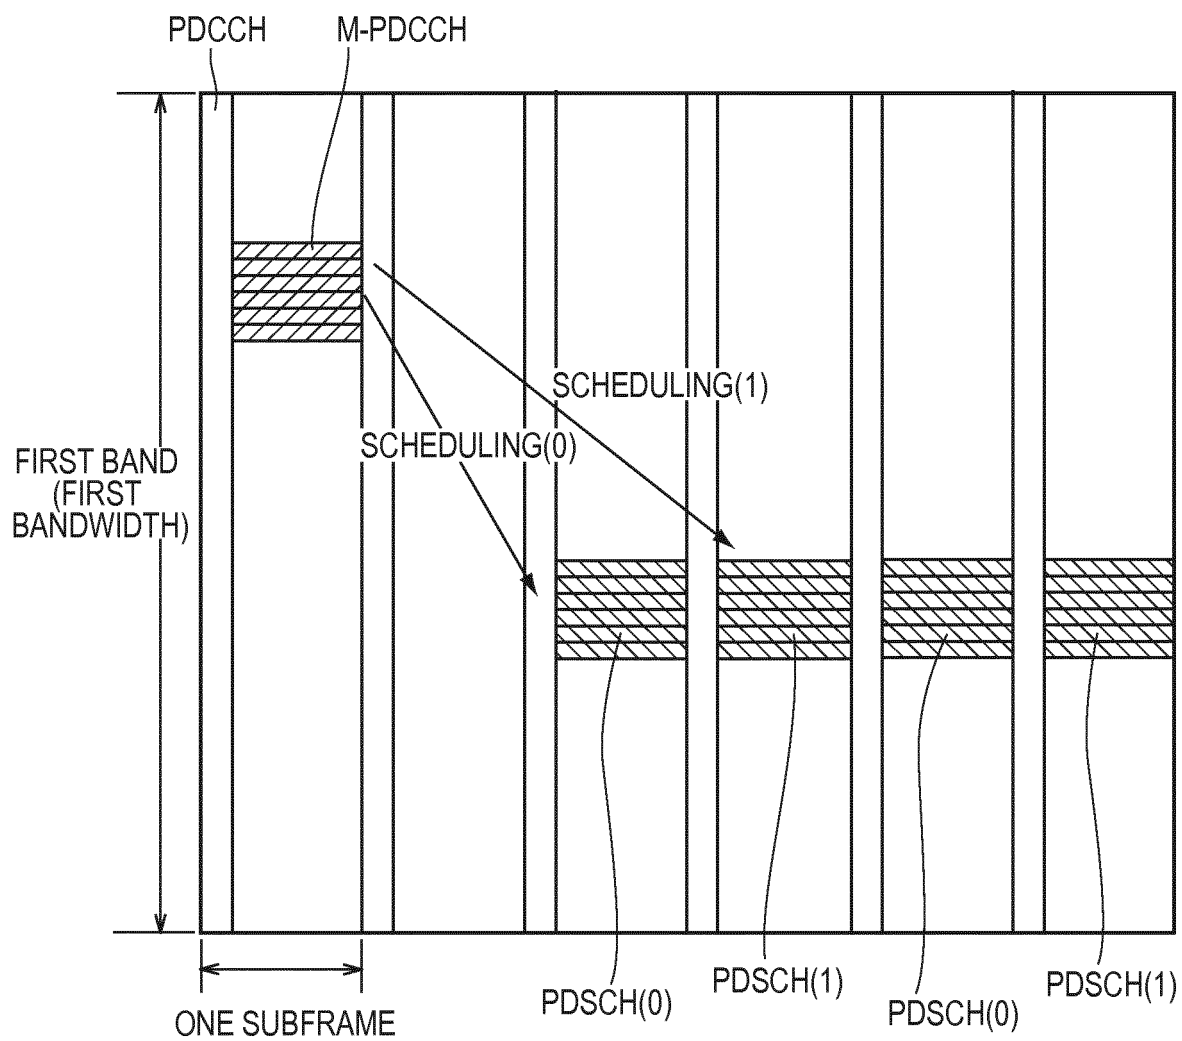 PDCCH
M-PDCCH
SCHEDULING(1)
SCHEDULING(0)
FIRST BAND
(FIRST
BANDWIDTH)
PDSCH(0)
PDSCH(1)
PDSCH(0)
PDSCH(1)
ONE SUBFRAME